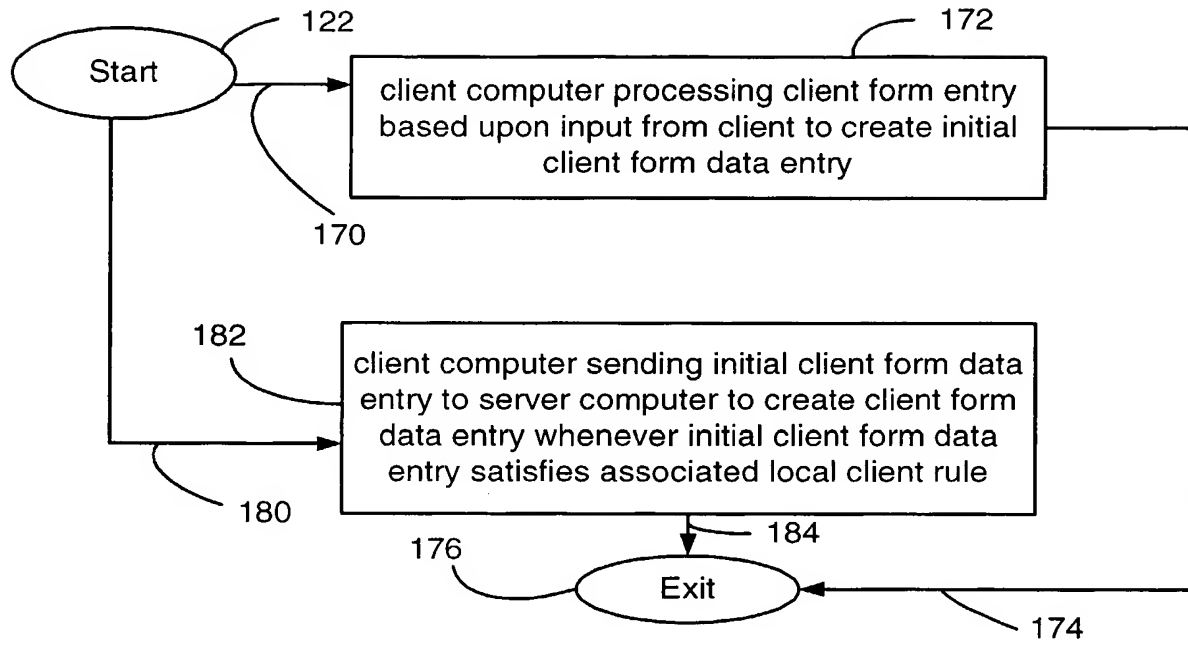 122
172
Start
client computer processing client form entry
based upon input from client to create initial
client form data entry
170
182
client computer sending initial client form data
entry to server computer to create client form
data entry whenever initial client form data
entry satisfies associated local client rule
180
184
176
Exit
174